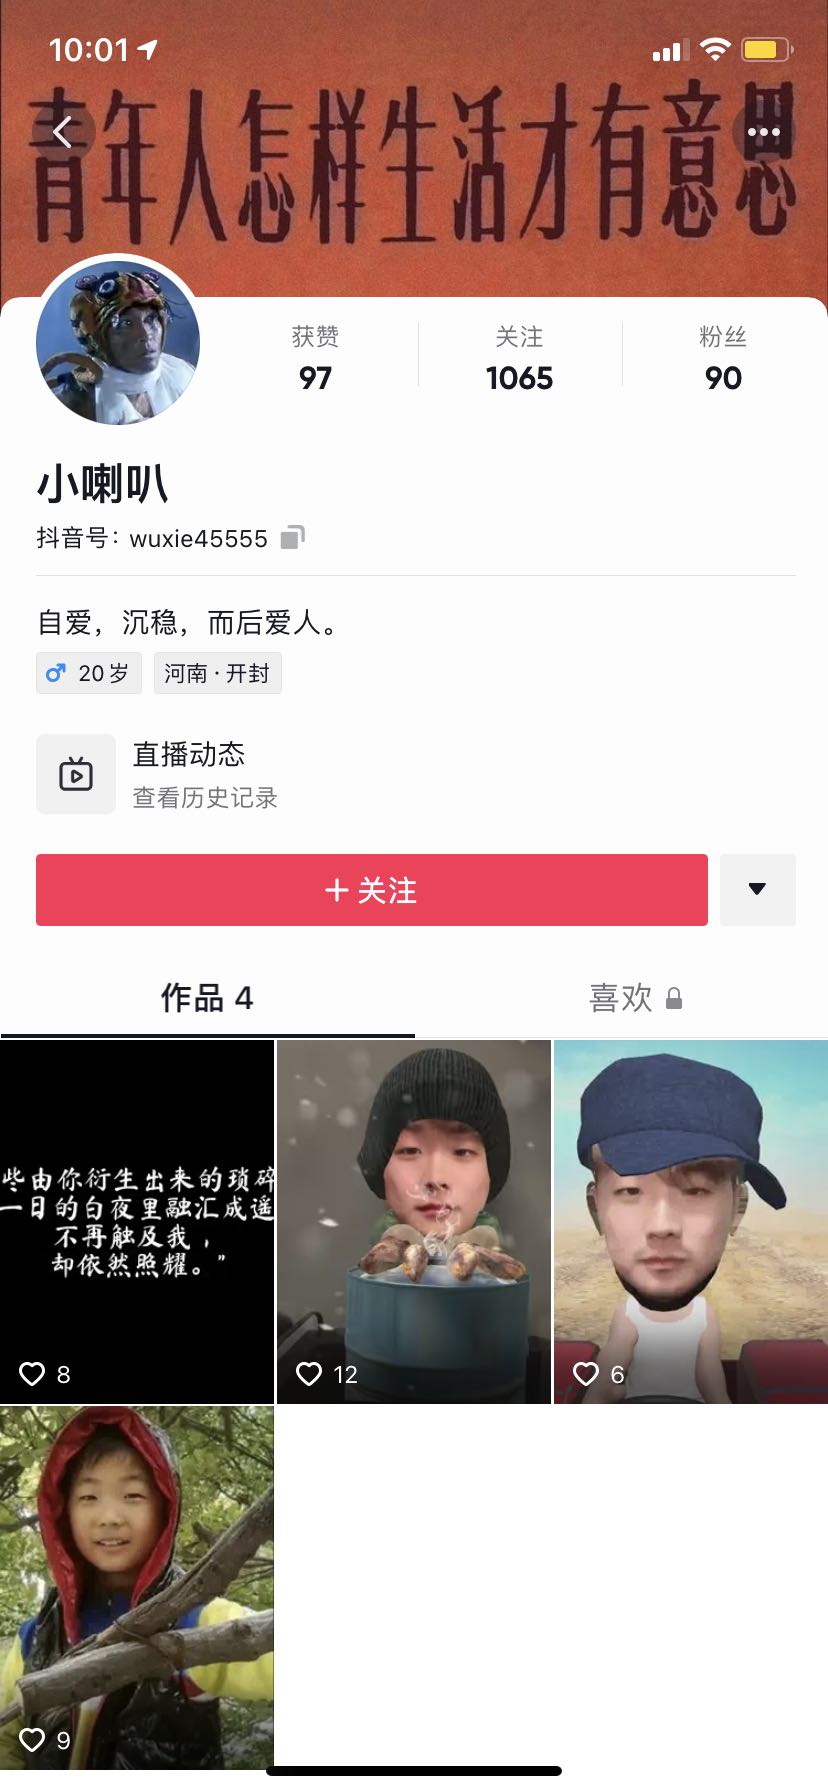 10:01
青年人怎样生活才有意思
获赞 关注 粉丝
97 1065 90
小喇叭
抖音号：wuxie45555
自爱，沉稳，而后爱人。
20岁 河南·开封
直播动态
查看历史记录
+ 关注
作品 4 喜欢
些由你衍生出来的琐碎
一日的白夜里融汇成遥
不再触及我，
却依然照耀。”
8 12 6
9